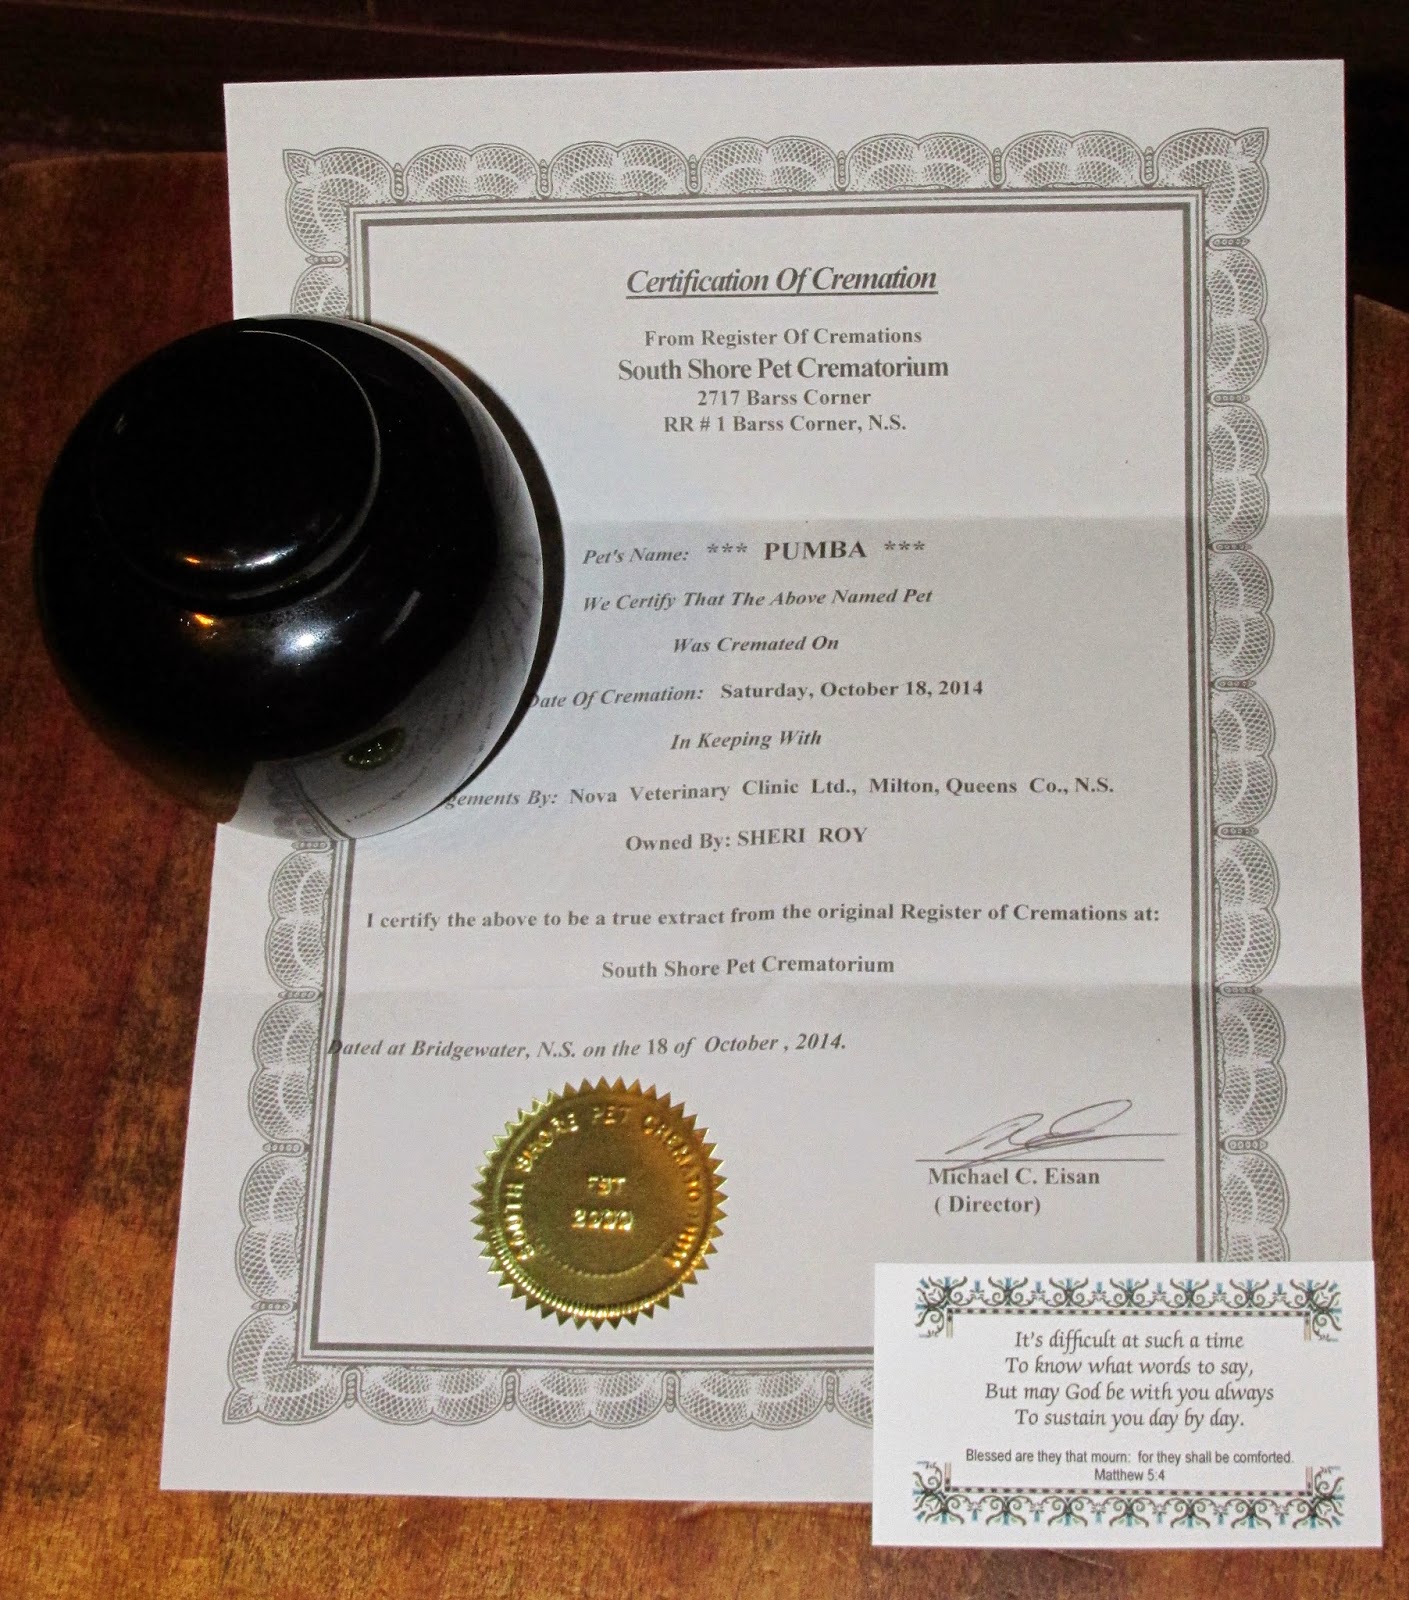 Certification Of Cremation
From Register Of Cremations
South Shore Pet Crematorium
2717 Barss Corner
RR # 1 Barss Corner, N.S.
Pet's Name: *** PUMBA ***
We Certify That The Above Named Pet
Was Cremated On
Date Of Cremation: Saturday, October 18, 2014
In Keeping With
gements By: Nova Veterinary Clinic Ltd., Milton, Queens Co., N.S.
Owned By: SHERI ROY
I certify the above to be a true extract from the original Register of Cremations at:
South Shore Pet Crematorium
Dated at Bridgewater, N.S. on the 18 of October , 2014.
SOUTH SHORE PET CREMATORIUM
EST
2000
Michael C. Eisan
( Director)
It's difficult at such a time
To know what words to say,
But may God be with you always
To sustain you day by day.
Blessed are they that mourn: for they shall be comforted.
Matthew 5:4